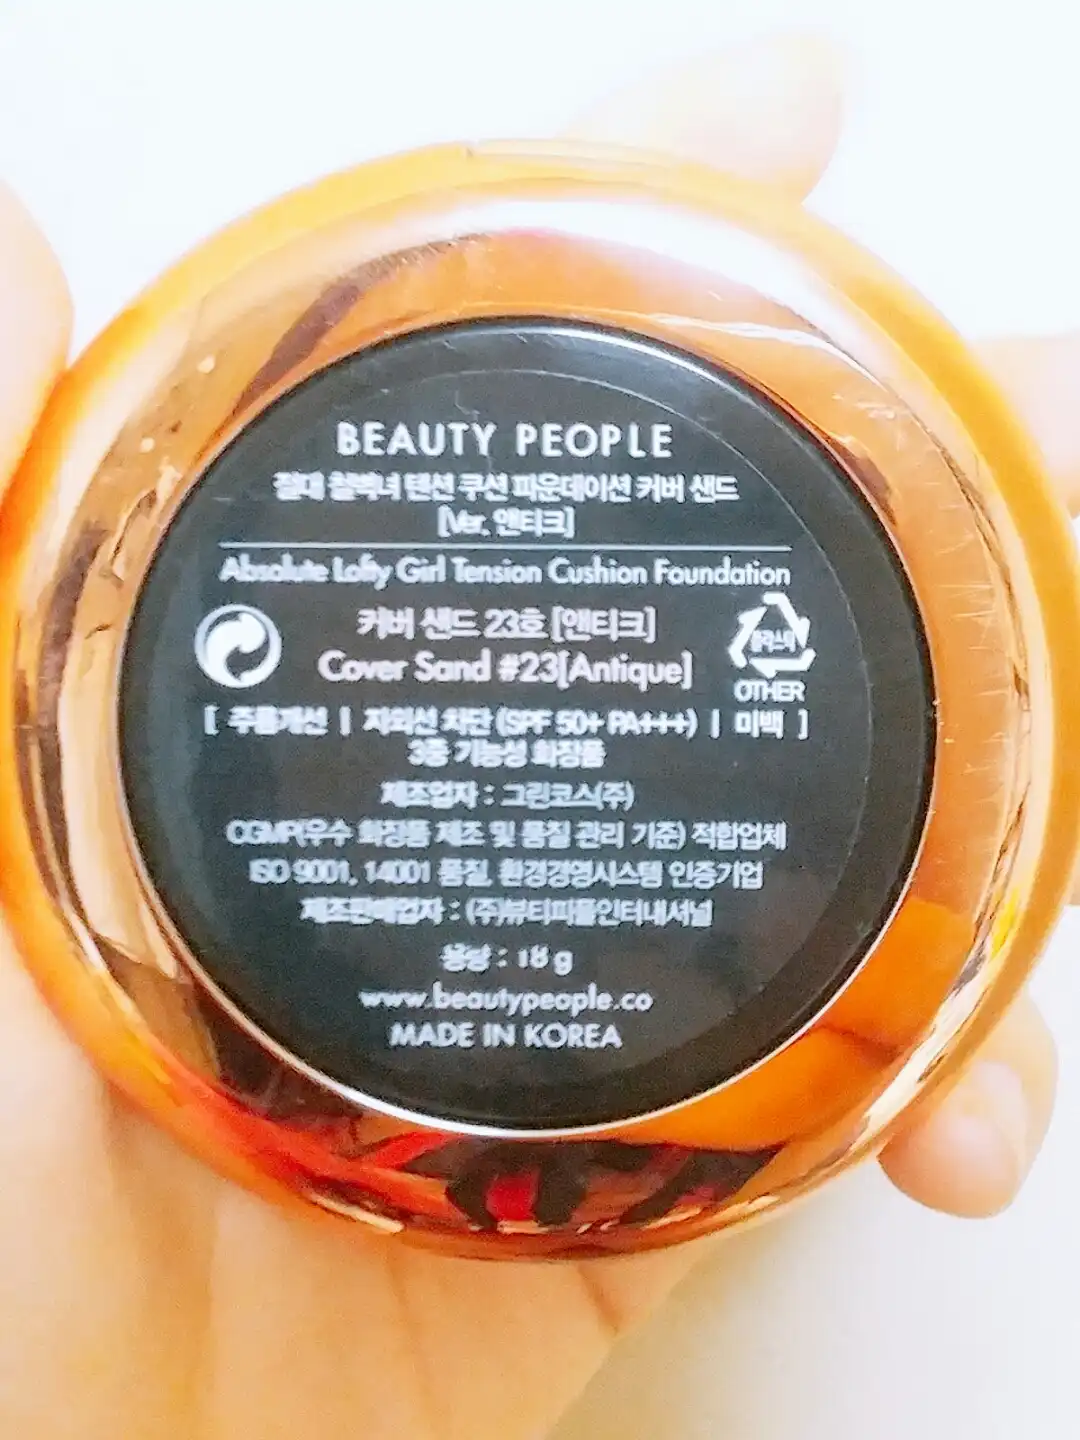 BEAUTY PEOPLE
절대 철벽녀 텐션 쿠션 파운데이션 커버 샌드
[Ver. 앤티크]
Absolute Lofty Girl Tension Cushion Foundation
커버 샌드 23호 [앤티크]
Cover Sand #23[Antique]
플라스틱
OTHER
[ 주름개선 | 자외선 차단 (SPF 50+ PA+++) | 미백 ]
3중 기능성 화장품
제조업자 : 그린코스(주)
CGMP(우수 화장품 제조 및 품질 관리 기준) 적합업체
ISO 9001, 14001 품질, 환경경영시스템 인증기업
제조판매업자 : (주)뷰티피플인터내셔널
용량 : 18 g
www.beautypeople.co
MADE IN KOREA